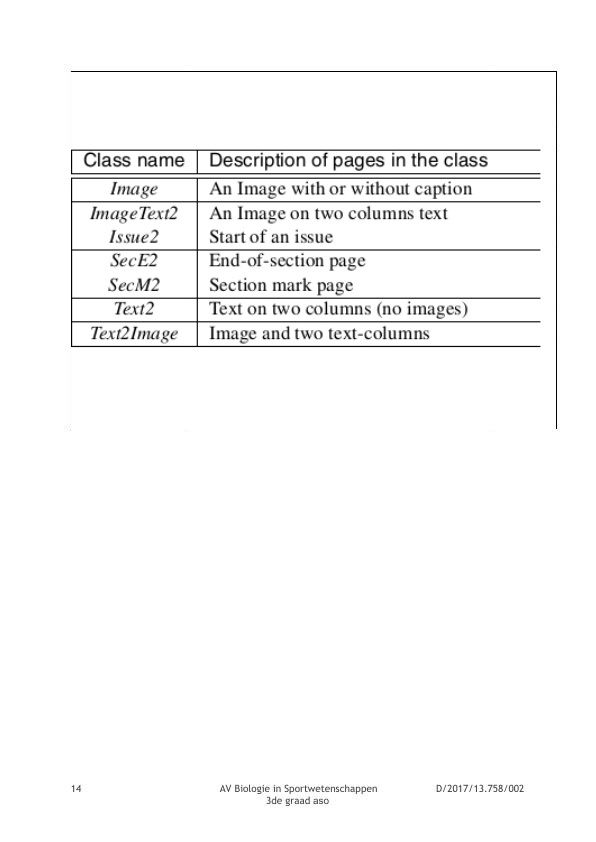 Class name Description of pages in the class
Image An Image with or without caption
ImageText2 An Image on two columns text
Issue2 Start of an issue
SecE2 End-of-section page
SecM2 Section mark page
Text2 Text on two columns (no images)
Text2Image Image and two text-columns
14 AV Biologie in Sportwetenschappen D/2017/13.758/002
3de graad aso